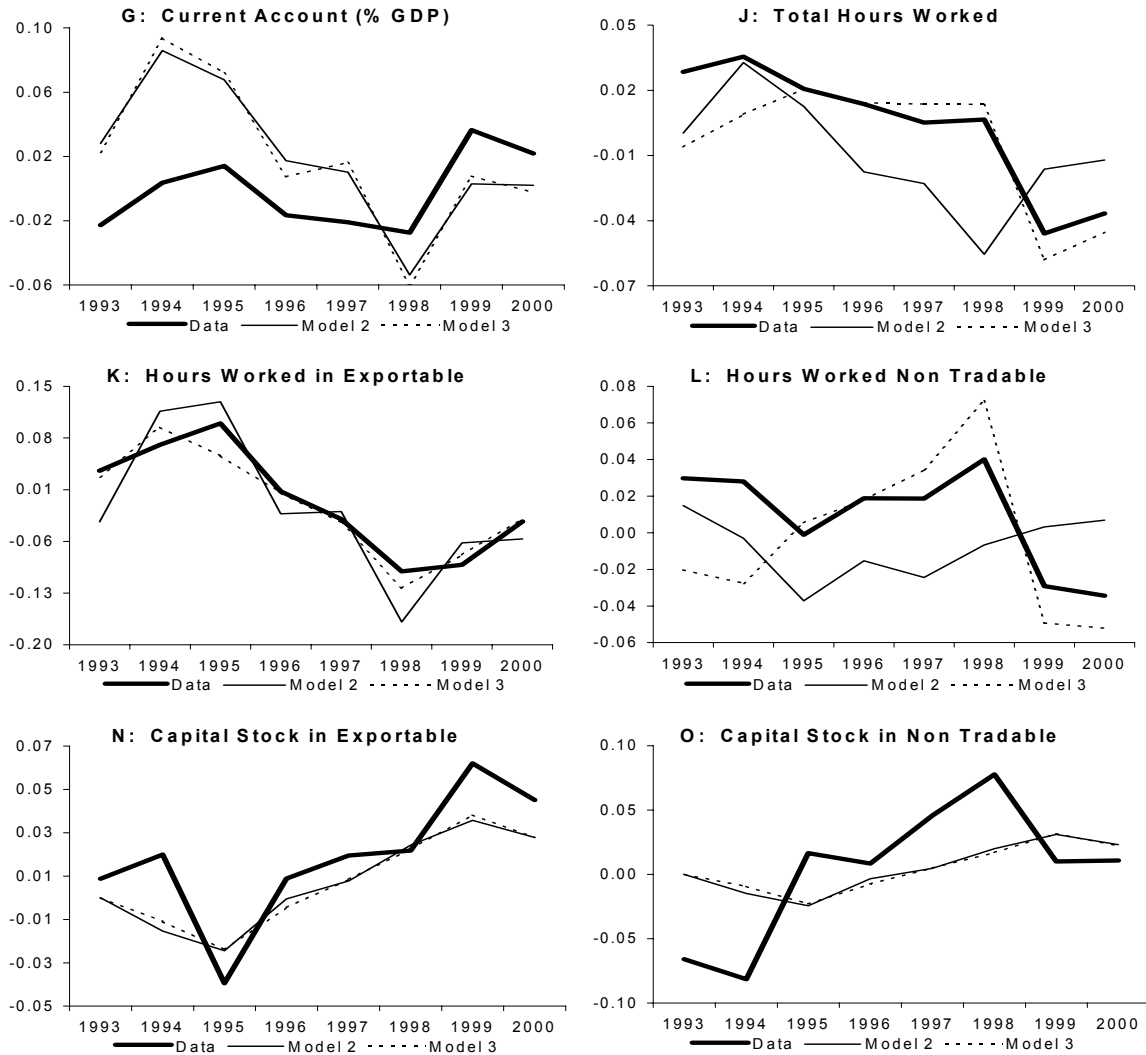 G: Current Account (% GDP)
0.10
0.06
0.02
-0.02
-0.06
1993 1994 1995 1996 1997 1998 1999 2000
Data Model 2 Model 3
J: Total Hours Worked
0.05
0.02
-0.01
-0.04
-0.07
1993 1994 1995 1996 1997 1998 1999 2000
Data Model 2 Model 3
K: Hours Worked in Exportable
0.15
0.08
0.01
-0.06
-0.13
-0.20
1993 1994 1995 1996 1997 1998 1999 2000
Data Model 2 Model 3
L: Hours Worked Non Tradable
0.08
0.06
0.04
0.02
0.00
-0.02
-0.04
-0.06
1993 1994 1995 1996 1997 1998 1999 2000
Data Model 2 Model 3
N: Capital Stock in Exportable
0.07
0.05
0.03
0.01
-0.01
-0.03
-0.05
1993 1994 1995 1996 1997 1998 1999 2000
Data Model 2 Model 3
O: Capital Stock in Non Tradable
0.10
0.05
0.00
-0.05
-0.10
1993 1994 1995 1996 1997 1998 1999 2000
Data Model 2 Model 3